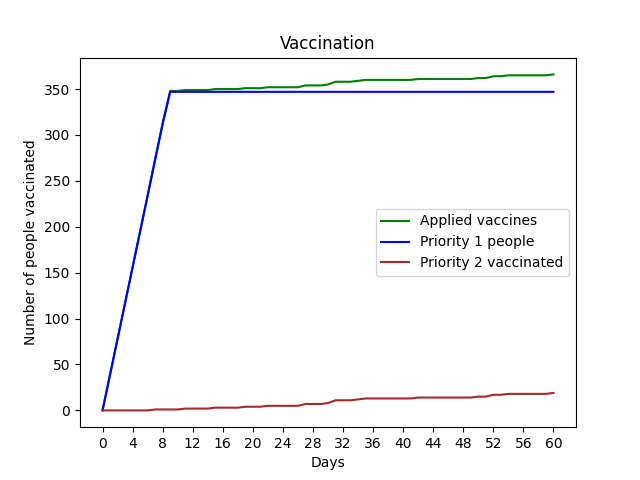 Vaccination
Number of people vaccinated
350
300
250
200
150
100
50
0
Applied vaccines
Priority 1 people
Priority 2 vaccinated
0 4 8 12 16 20 24 28 32 36 40 44 48 52 56 60
Days